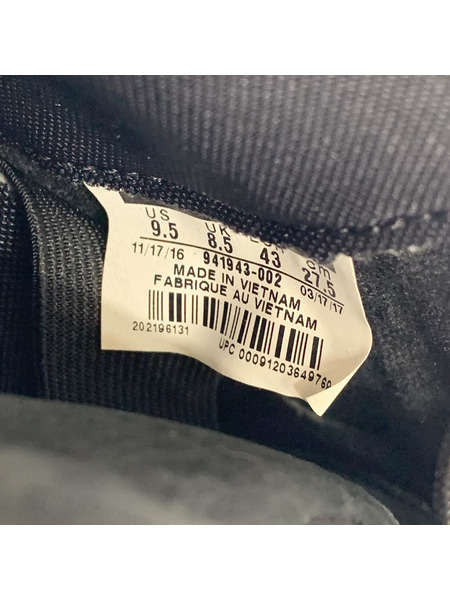 US UK EUR cm
9.5 8.5 43 27.5
11/17/16 941943-002 03/17/17
MADE IN VIETNAM
FABRIQUE AU VIETNAM
202196131
UPC 00091203649760